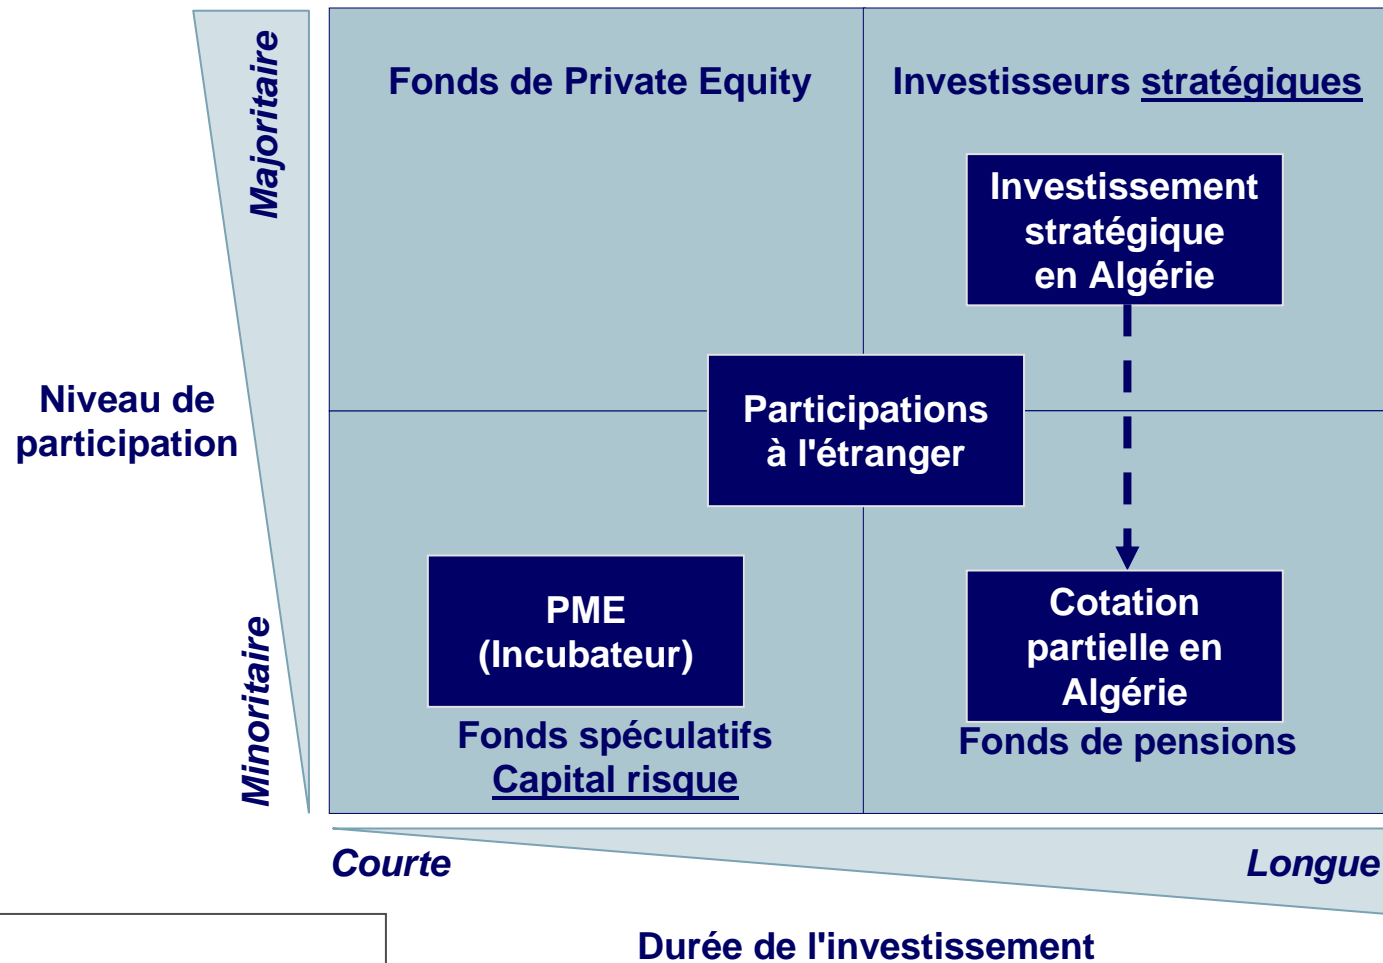 Majoritaire
Fonds de Private Equity
Investisseurs stratégiques
Investissement
stratégique
en Algérie
Niveau de
participation
Participations
à l'étranger
Minoritaire
PME
(Incubateur)
Cotation
partielle en
Algérie
Fonds spéculatifs
Capital risque
Fonds de pensions
Courte
Longue
Durée de l'investissement